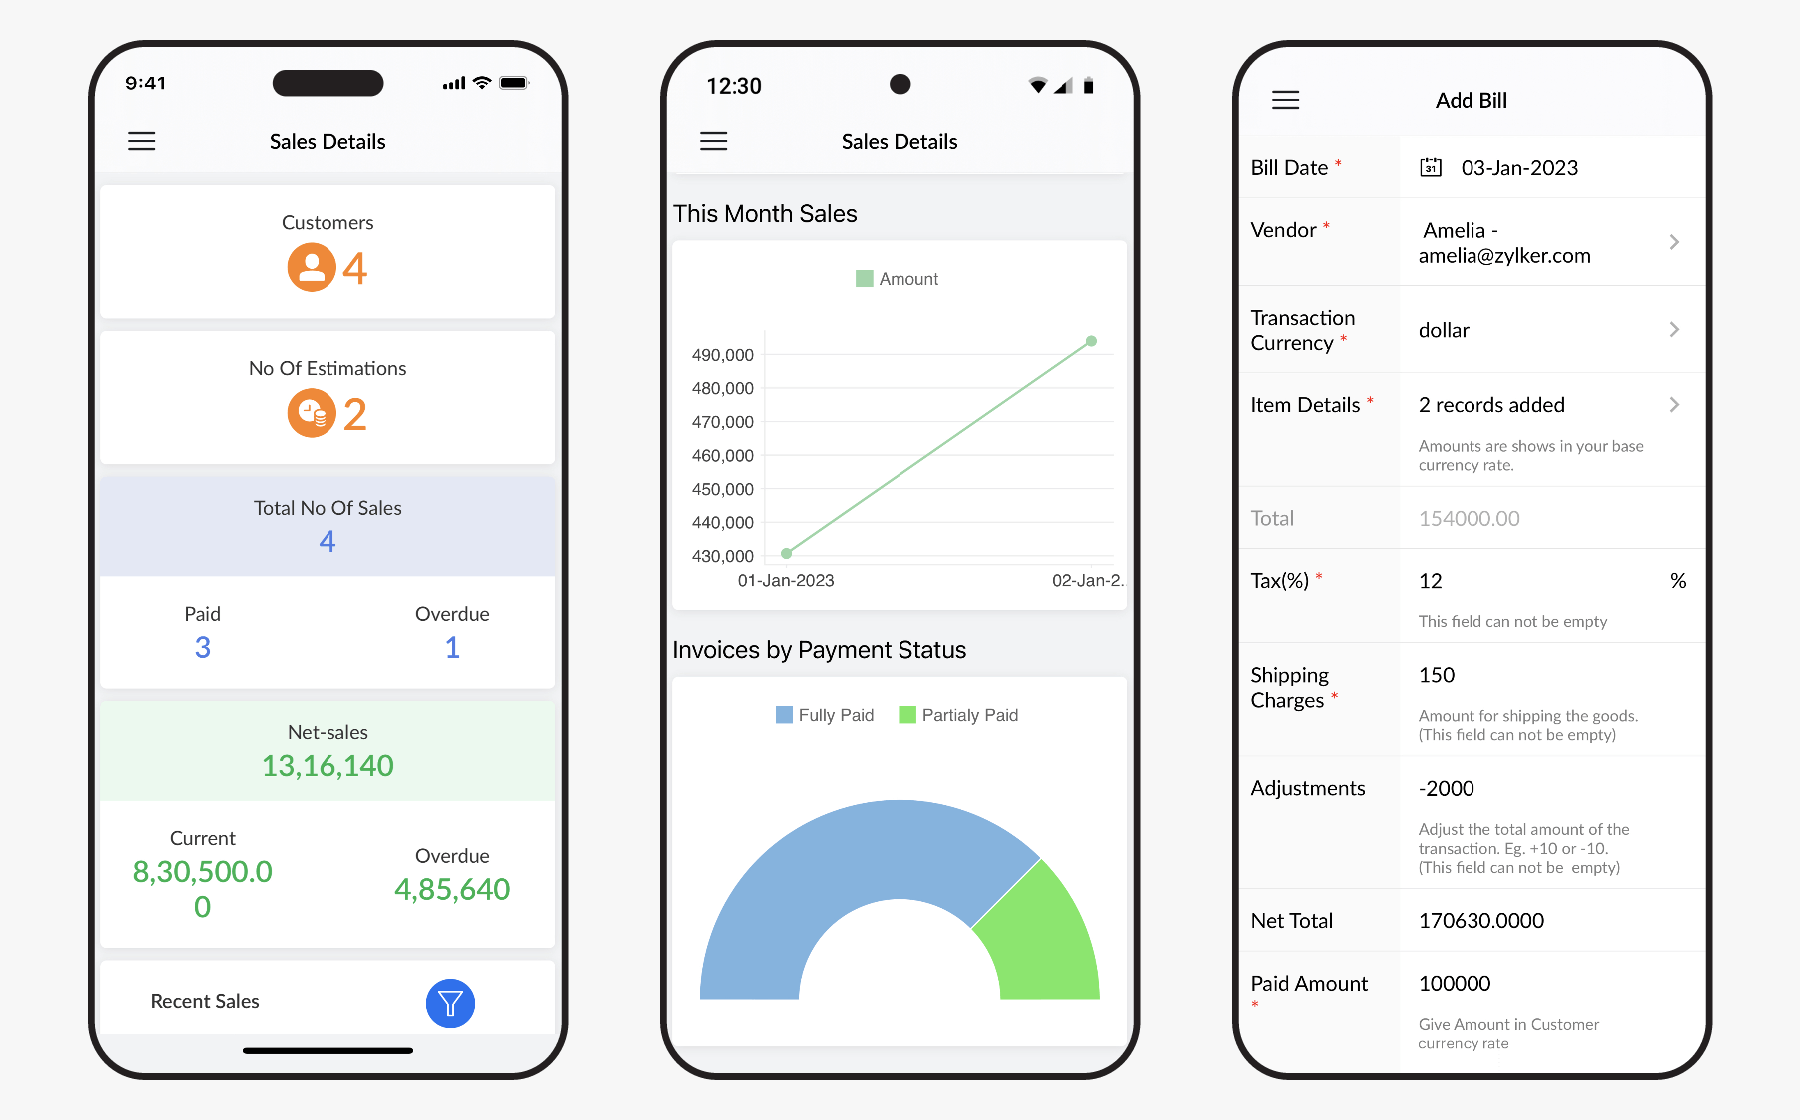 9:41
Sales Details
Customers
4
No Of Estimations
2
Total No Of Sales
4
Paid
3
Overdue
1
Net-sales
13,16,140
Current
8,30,500.0
0
Overdue
4,85,640
Recent Sales
12:30
Sales Details
This Month Sales
Amount
490,000
480,000
470,000
460,000
450,000
440,000
430,000
01-Jan-2023
02-Jan-2..
Invoices by Payment Status
Fully Paid
Partialy Paid
Add Bill
Bill Date *
31
03-Jan-2023
Vendor *
Amelia -
amelia@zylker.com
Transaction
Currency *
dollar
Item Details *
2 records added
Amounts are shows in your base
currency rate.
Total
154000.00
Tax(%) *
12
%
This field can not be empty
Shipping
Charges *
150
Amount for shipping the goods.
(This field can not be empty)
Adjustments
-2000
Adjust the total amount of the
transaction. Eg. +10 or -10.
(This field can not be  empty)
Net Total
170630.0000
Paid Amount
*
100000
Give Amount in Customer
currency rate